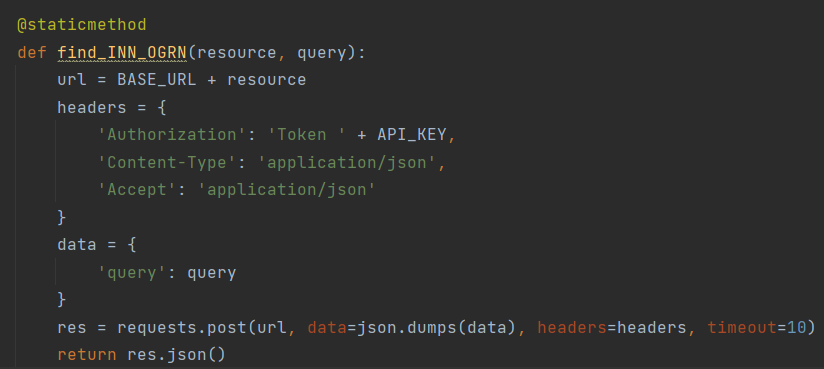 @staticmethod
def find_INN_OGRN(resource, query):
    url = BASE_URL + resource
    headers = {
        'Authorization': 'Token ' + API_KEY,
        'Content-Type': 'application/json',
        'Accept': 'application/json'
    }
    data = {
        'query': query
    }
    res = requests.post(url, data=json.dumps(data), headers=headers, timeout=10)
    return res.json()